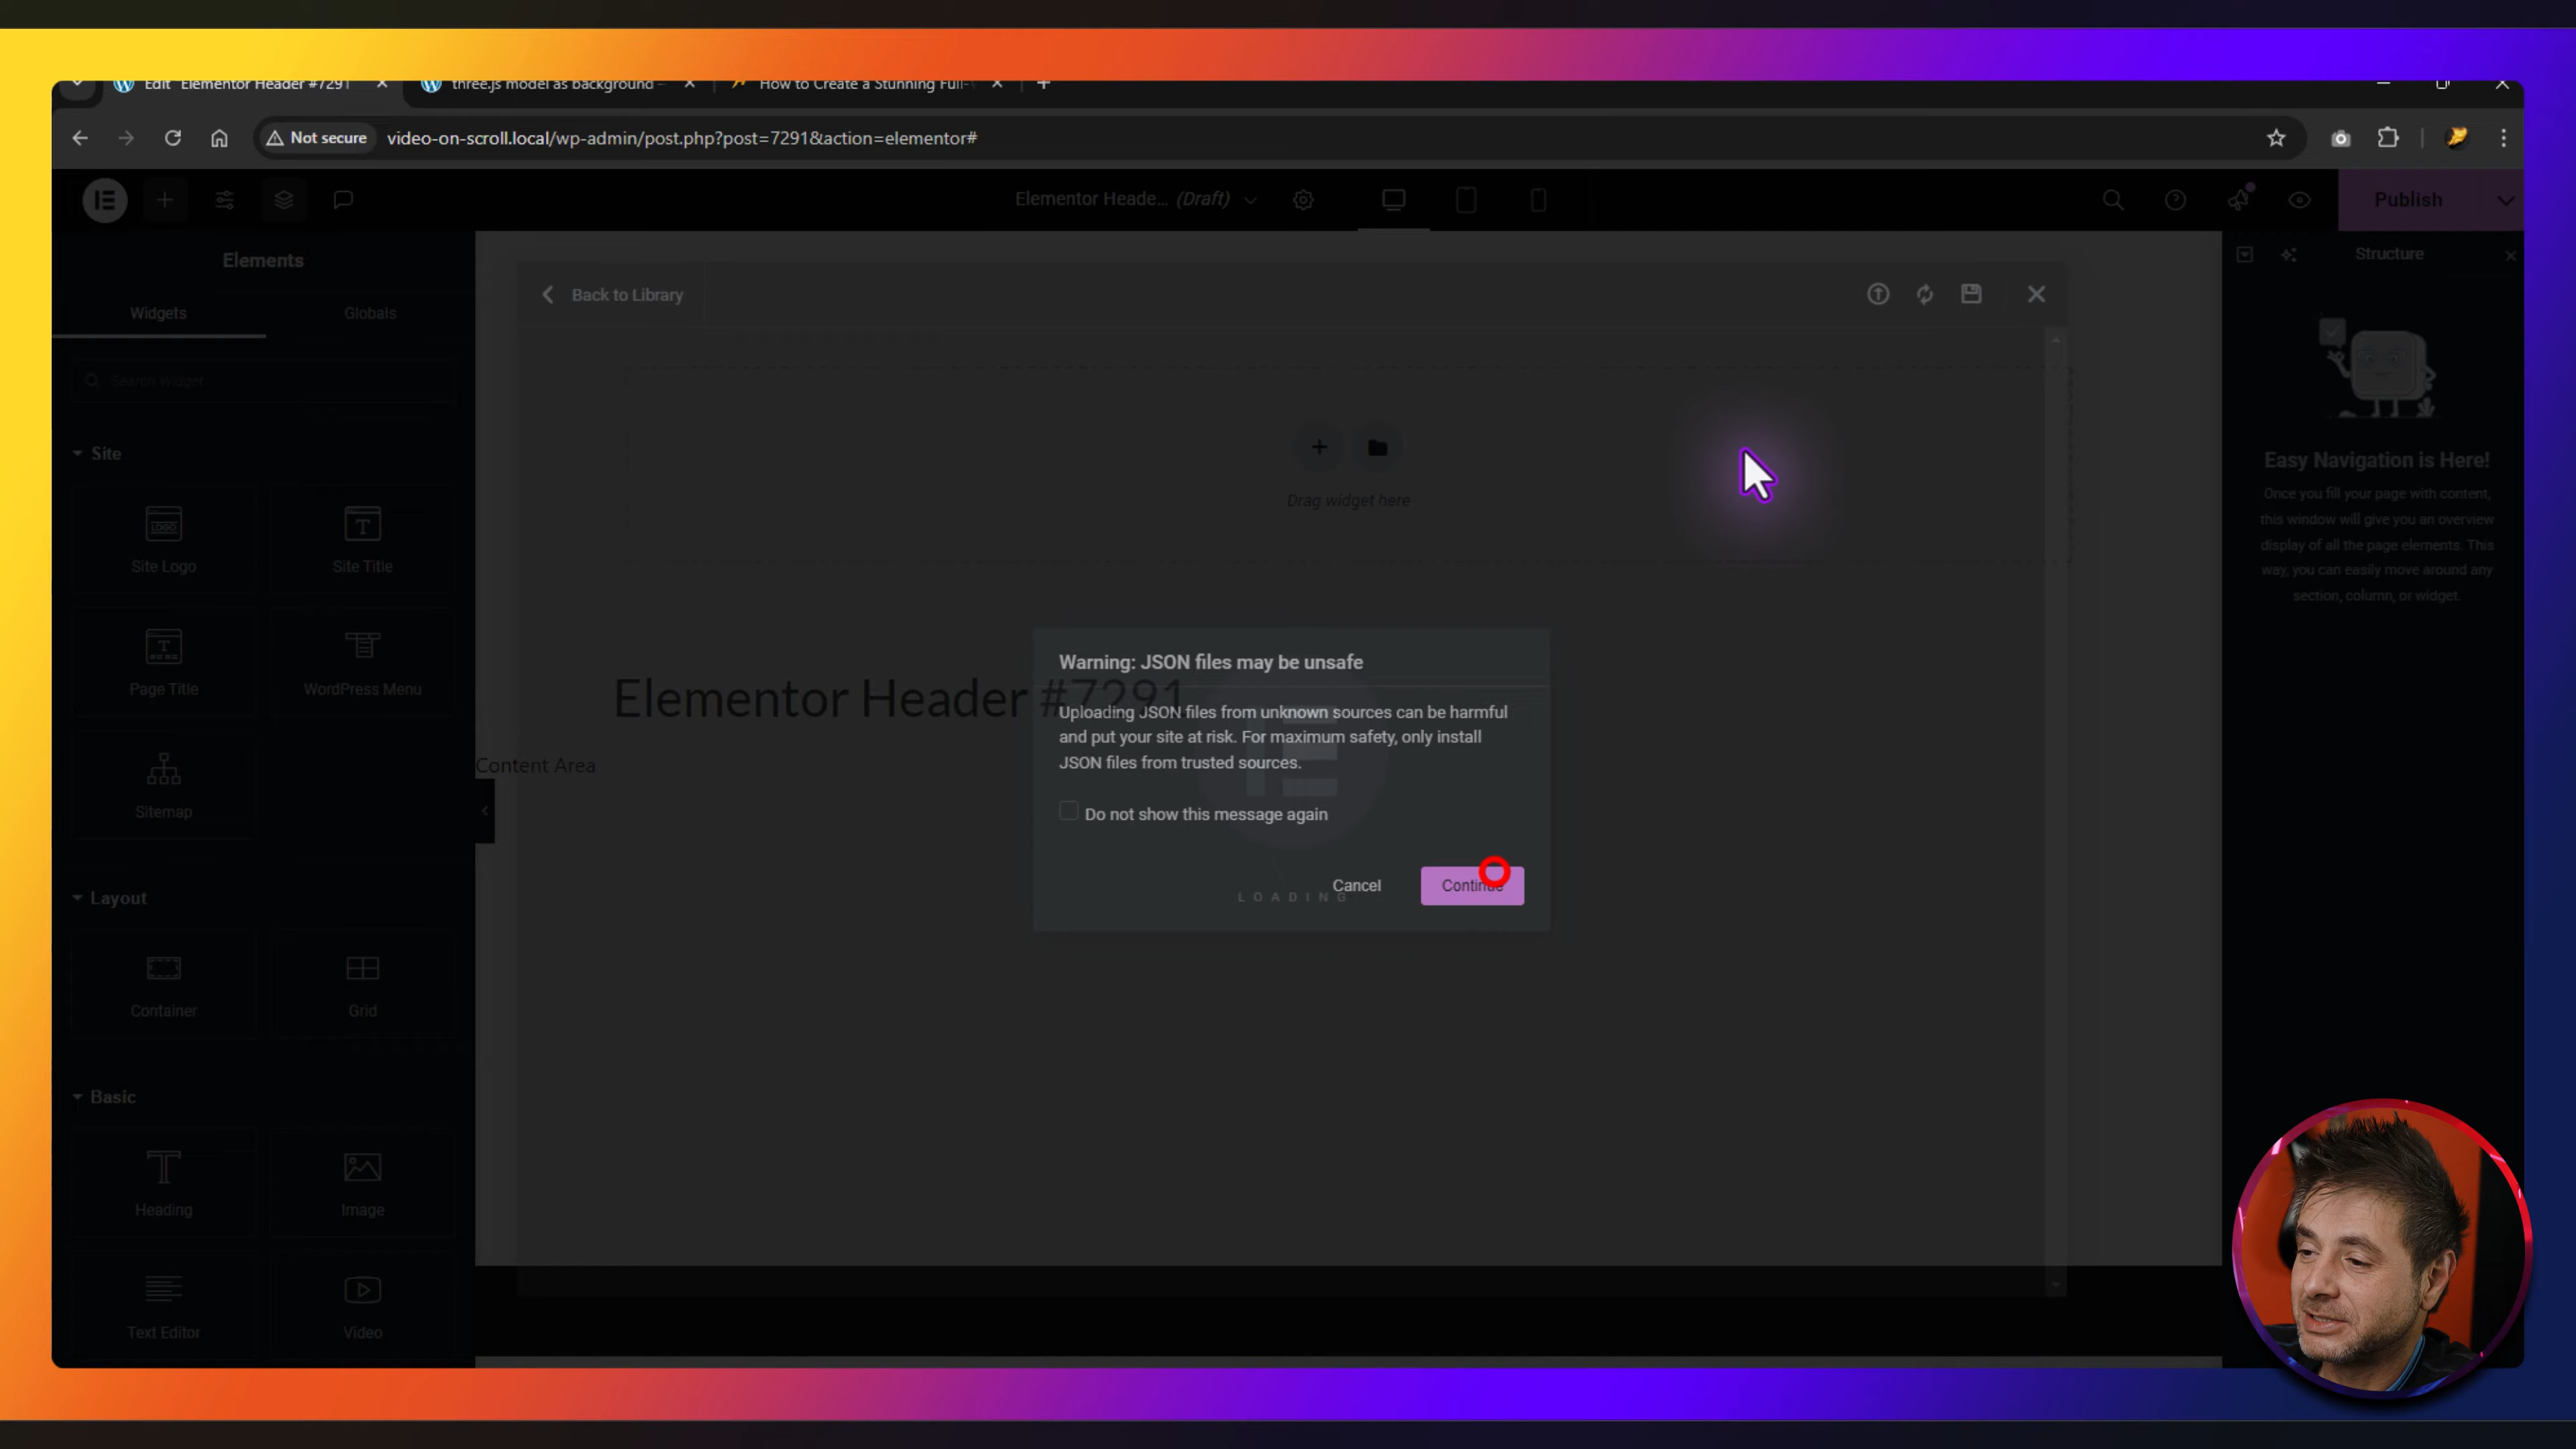 Edit "Elementor Header #7291"
three.js model as background –
How to Create a Stunning Full-
Not secure
video-on-scroll.local/wp-admin/post.php?post=7291&action=elementor#
Elementor Heade... (Draft)
Publish
Elements
Widgets
Globals
Search Widget
Site
LOGO
Site Logo
Site Title
Page Title
WordPress Menu
Sitemap
Layout
Container
Grid
Basic
Heading
Image
Text Editor
Video
Back to Library
Drag widget here
Elementor Header #7291
Content Area
Warning: JSON files may be unsafe
Uploading JSON files from unknown sources can be harmful
and put your site at risk. For maximum safety, only install
JSON files from trusted sources.
Do not show this message again
Cancel
Continue
LOADING
Structure
Easy Navigation is Here!
Once you fill your page with content,
this window will give you an overview
display of all the page elements. This
way, you can easily move around any
section, column, or widget.